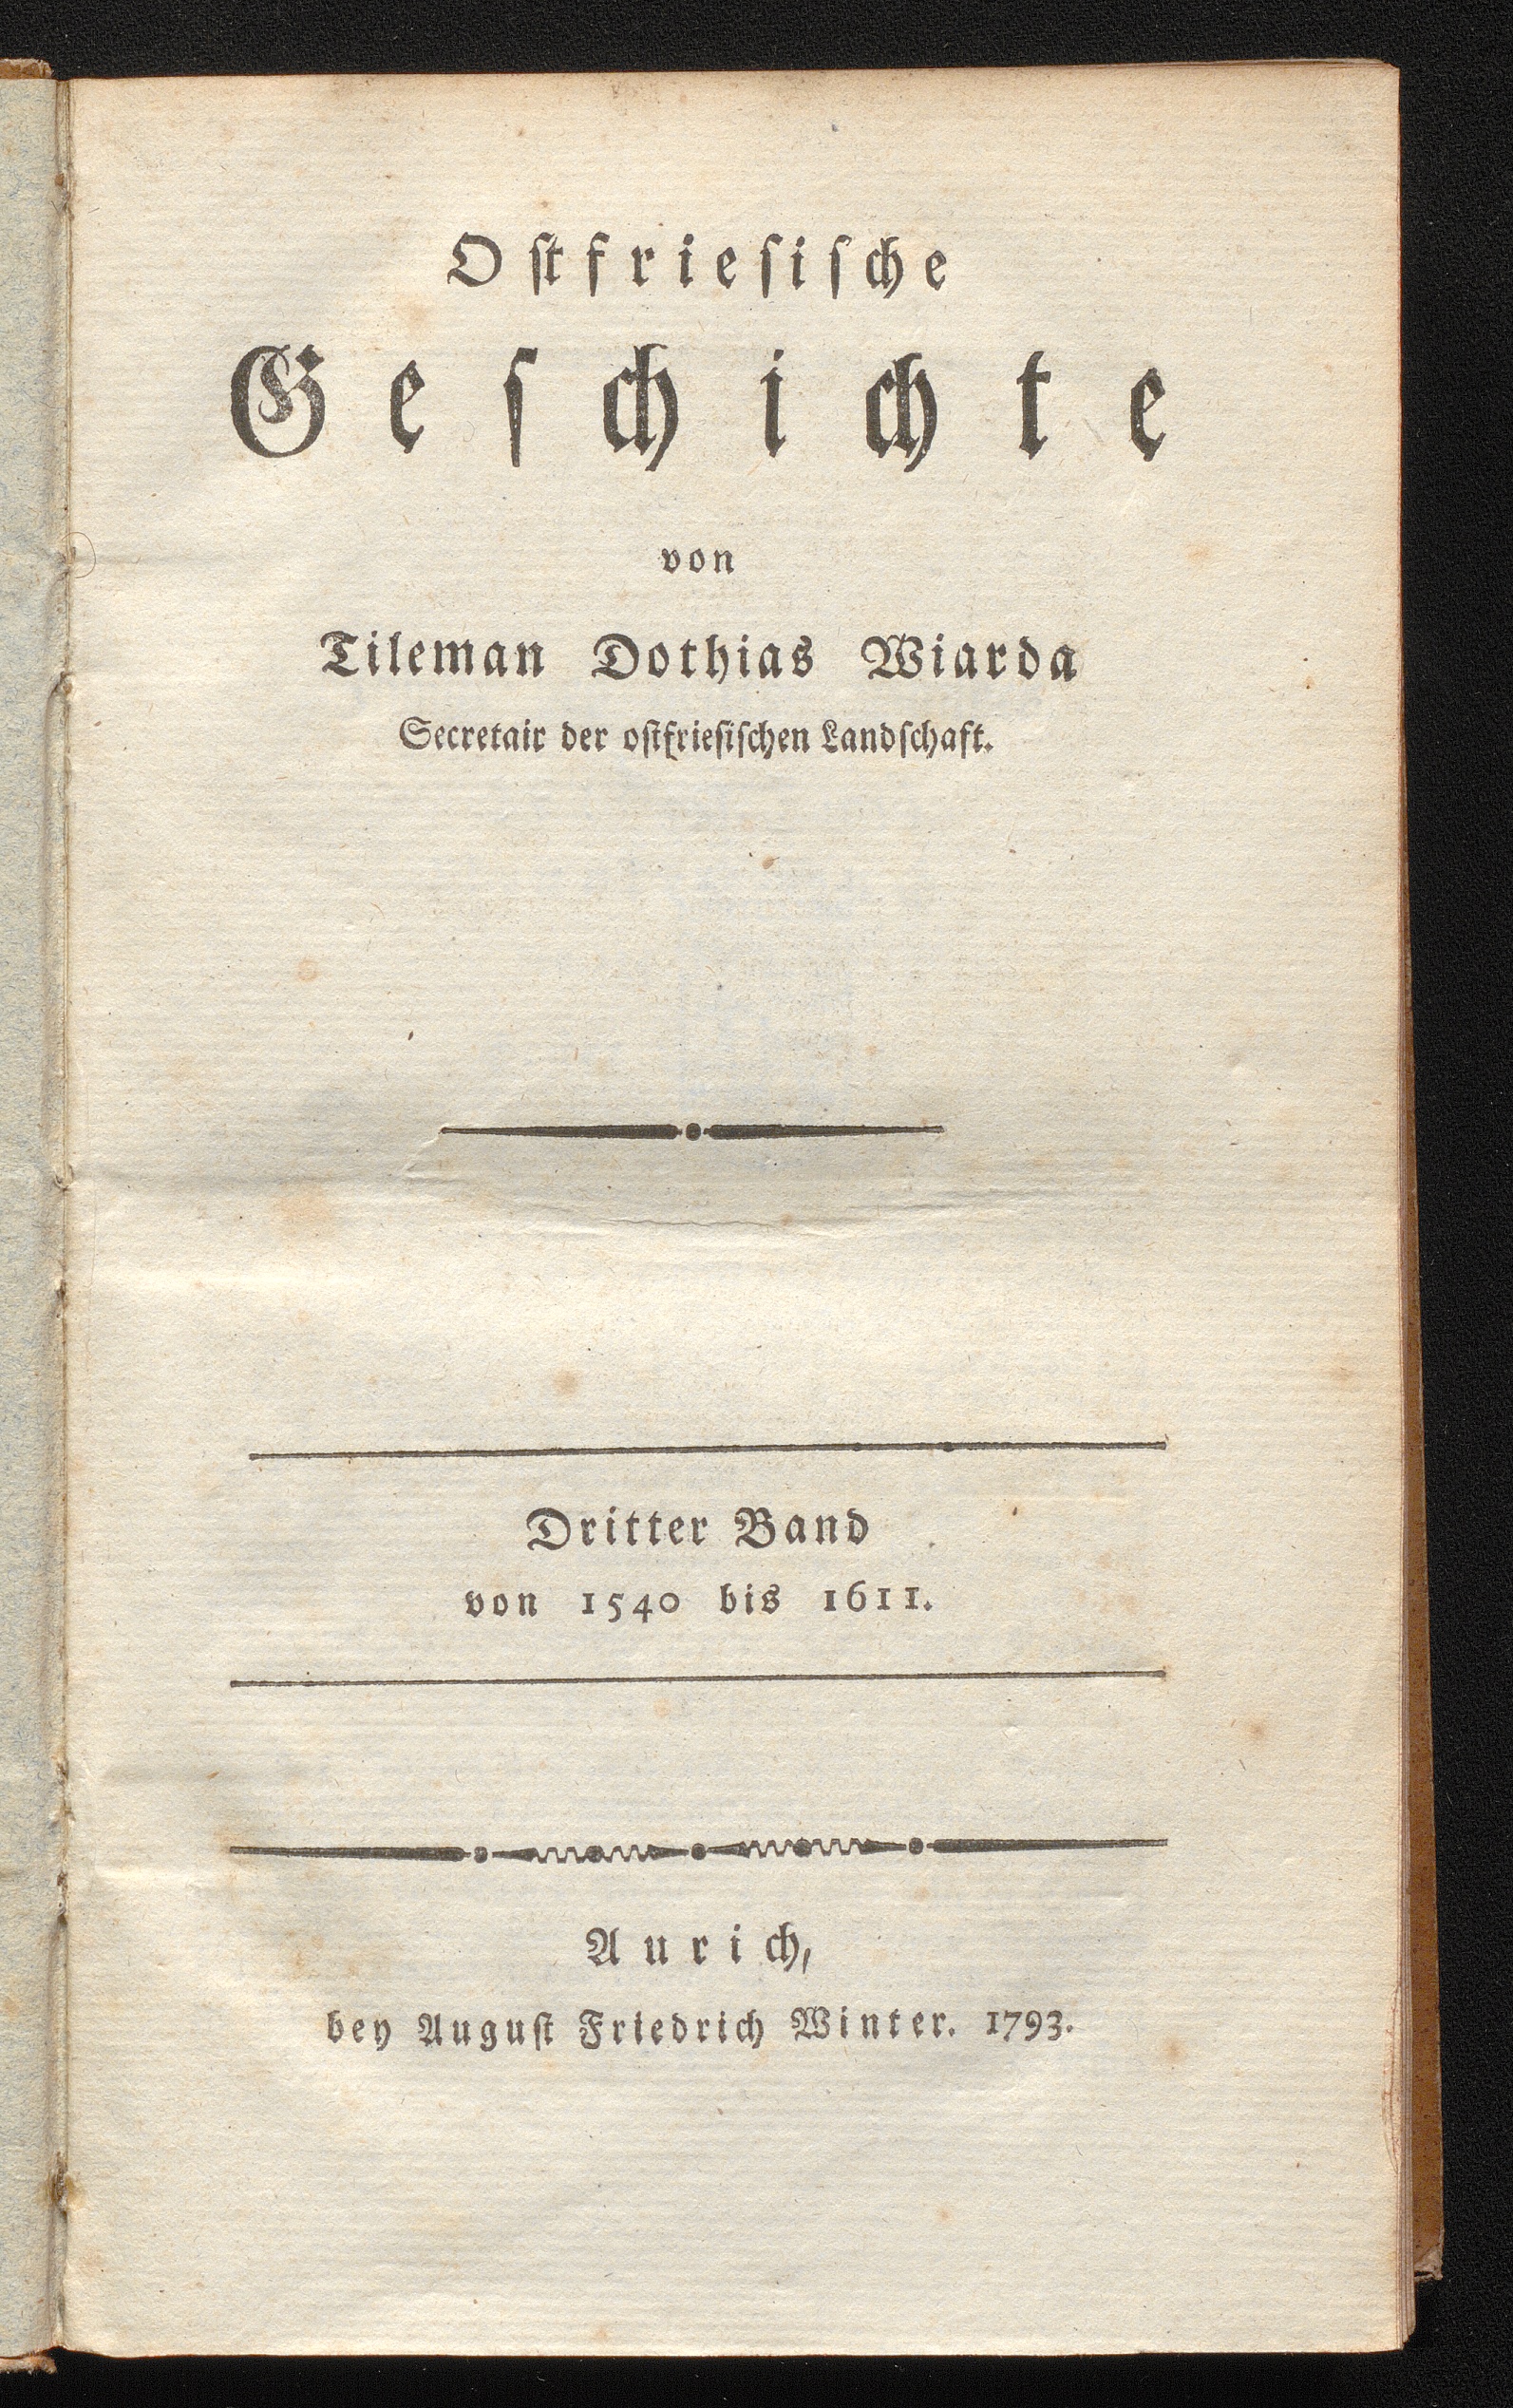 Oſtfrieſiſche
Geſchichte
von
Tileman Dothias Wiarda
Secretair der oſtfrieſiſchen Landſchaft.
Dritter Band
von 1540 bis 1611.
Aurich,
bey Auguſt Friedrich Winter. 1793.